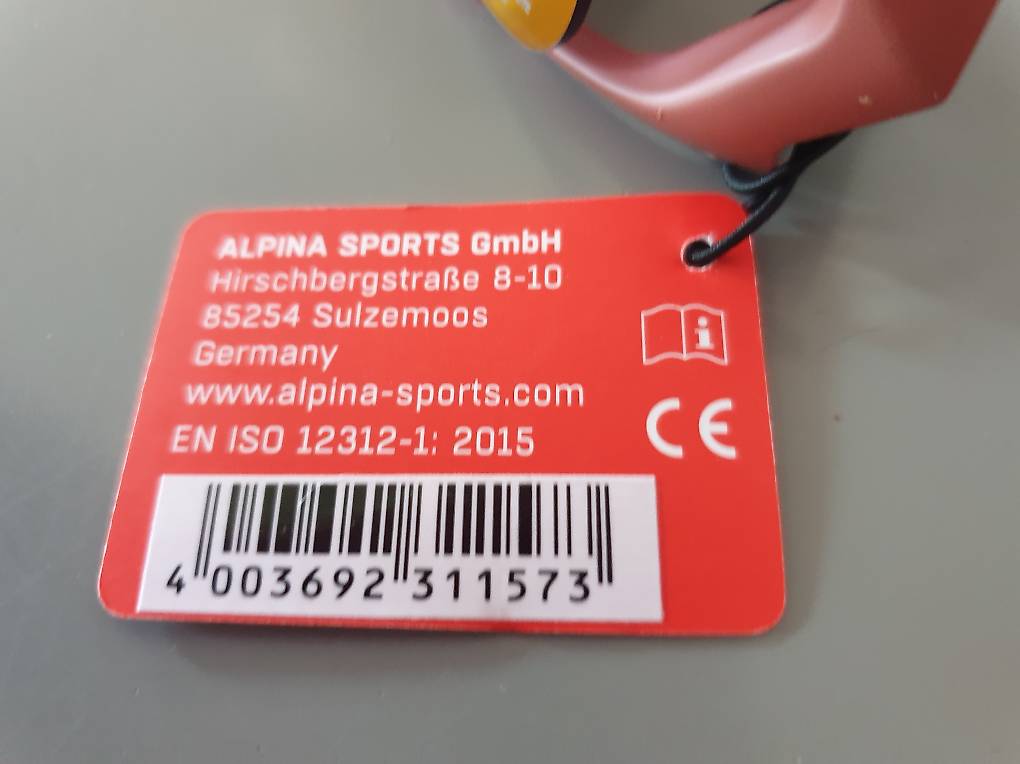 ALPINA SPORTS GmbH
Hirschbergstraße 8-10
85254 Sulzemoos
Germany
www.alpina-sports.com
EN ISO 12312-1: 2015
CE
4 003692 311573